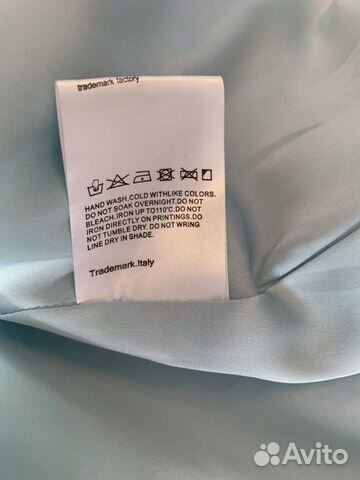 trademark factory
HAND WASH.COLD WITHLIKE COLORS.
DO NOT SOAK OVERNIGHT.DO NOT
BLEACH.IRON UP TO110'C.DO NOT
IRON DIRECTLY ON PRINTINGS.DO
NOT TUMBLE DRY. DO NOT WRING
LINE DRY IN SHADE.
Trademark.Italy
Avito